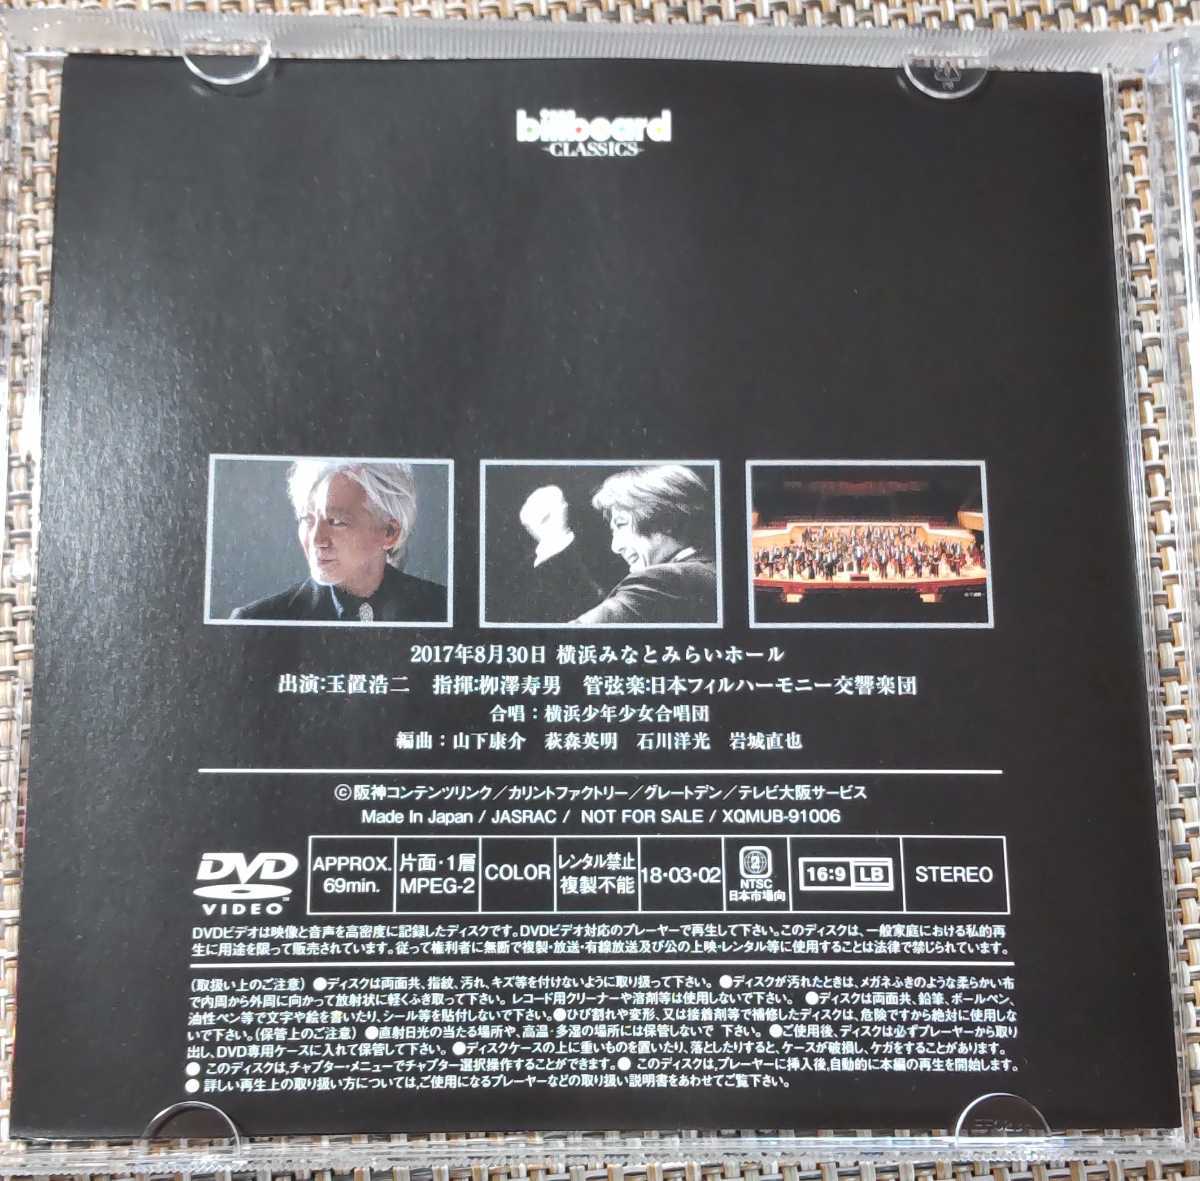 billboard
CLASSICS
2017年8月30日 横浜みなとみらいホール
出演:玉置浩二　指揮:栁澤寿男　管弦楽:日本フィルハーモニー交響楽団
合唱：横浜少年少女合唱団
編曲：山下康介　萩森英明　石川洋光　岩城直也
©阪神コンテンツリンク／カリントファクトリー／グレートデン／テレビ大阪サービス
Made In Japan / JASRAC / NOT FOR SALE / XQMUB-91006
DVD VIDEO™
APPROX. 69min.
片面・1層 MPEG-2
COLOR
レンタル禁止 複製不能
18・03・02
2 NTSC 日本市場向
16:9 LB
STEREO
DVDビデオは映像と音声を高密度に記録したディスクです。DVDビデオ対応のプレーヤーで再生して下さい。このディスクは、一般家庭における私的再
生に用途を限って販売されています。従って権利者に無断で複製・放送・有線放送及び公の上映・レンタル等に使用することは法律で禁じられています。
（取扱い上のご注意）●ディスクは両面共、指紋、汚れ、キズ等を付けないように取り扱って下さい。●ディスクが汚れたときは、メガネふきのような柔らかい布
で内周から外周に向かって放射状に軽くふき取って下さい。レコード用クリーナーや溶剤等は使用しないで下さい。●ディスクは両面共、鉛筆、ボールペン、
油性ペン等で文字や絵を書いたり、シール等を貼付しないで下さい。●ひび割れや変形、又は接着剤等で補修したディスクは、危険ですから絶対に使用しな
いで下さい。（保管上のご注意）●直射日光の当たる場所や、高温・多湿の場所には保管しないで 下さい。●ご使用後、ディスクは必ずプレーヤーから取り
出し、DVD専用ケースに入れて保管して下さい。●ディスクケースの上に重いものを置いたり、落としたりすると、ケースが破損し、ケガをすることがあります。
●このディスクは、チャプター・メニューでチャプター選択操作することができます。●このディスクは、プレーヤーに挿入後、自動的に本編の再生を開始します。
●詳しい再生上の取り扱い方については、ご使用になるプレーヤーなどの取り扱い説明書をあわせてご覧下さい。